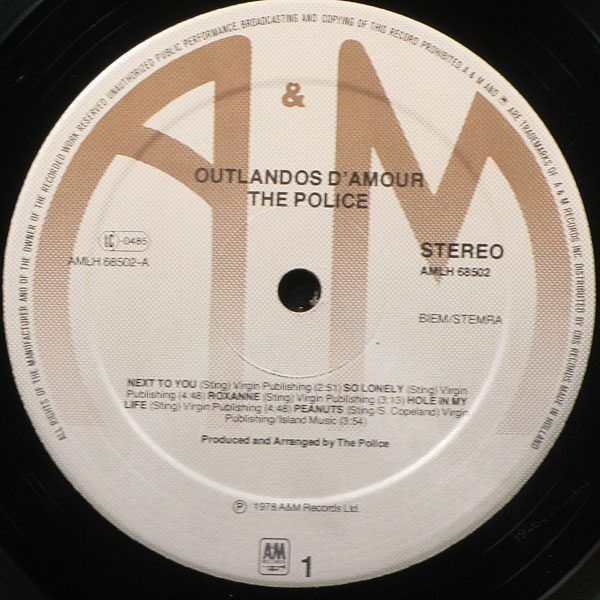 ALL RIGHTS OF THE MANUFACTURER AND OF THE OWNER OF THE RECORDED WORK RESERVED UNAUTHORIZED PUBLIC PERFORMANCE BROADCASTING AND COPYING OF THIS RECORD PROHIBITED A & M AND ARE TRADEMARKS OF A & M RECORDS INC. DISTRIBUTED BY CBS RECORDS MADE IN HOLLAND
A & M
OUTLANDOS D'AMOUR
THE POLICE
LC -0485
AMLH 68502-A
STEREO
AMLH 68502
BIEM/STEMRA
NEXT TO YOU (Sting) Virgin Publishing (2:51) SO LONELY (Sting) Virgin
Publishing (4:48) ROXANNE (Sting) Virgin Publishing (3:13) HOLE IN MY
LIFE (Sting) Virgin Publishing (4:48) PEANUTS (Sting/S. Copeland) Virgin
Publishing/Island Music (3:54)
Produced and Arranged by The Police
Ⓟ 1978 A&M Records Ltd.
A&M
RECORDS
1